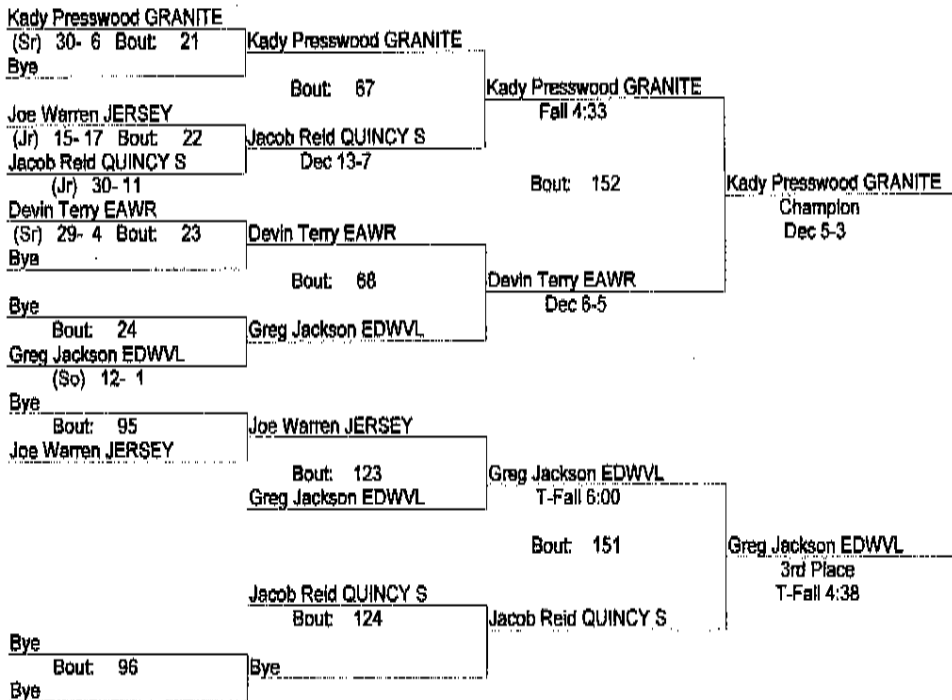 Kady Presswood GRANITE
(Sr) 30- 6 Bout: 21
Bye
Kady Presswood GRANITE
Bout: 67
Joe Warren JERSEY
(Jr) 15- 17 Bout: 22
Jacob Reid QUINCY S
(Jr) 30- 11
Jacob Reid QUINCY S
Dec 13-7
Kady Presswood GRANITE
Fall 4:33
Bout: 152
Devin Terry EAWR
(Sr) 29- 4 Bout: 23
Bye
Devin Terry EAWR
Bout: 68
Bye
Bout: 24
Greg Jackson EDWVL
(So) 12- 1
Greg Jackson EDWVL
Devin Terry EAWR
Dec 6-5
Kady Presswood GRANITE
Champion
Dec 5-3
Bye
Bout: 95
Joe Warren JERSEY
Joe Warren JERSEY
Bout: 123
Greg Jackson EDWVL
Greg Jackson EDWVL
T-Fall 6:00
Bout: 151
Jacob Reid QUINCY S
Bout: 124
Bye
Bout: 96
Bye
Bye
Jacob Reid QUINCY S
Greg Jackson EDWVL
3rd Place
T-Fall 4:38